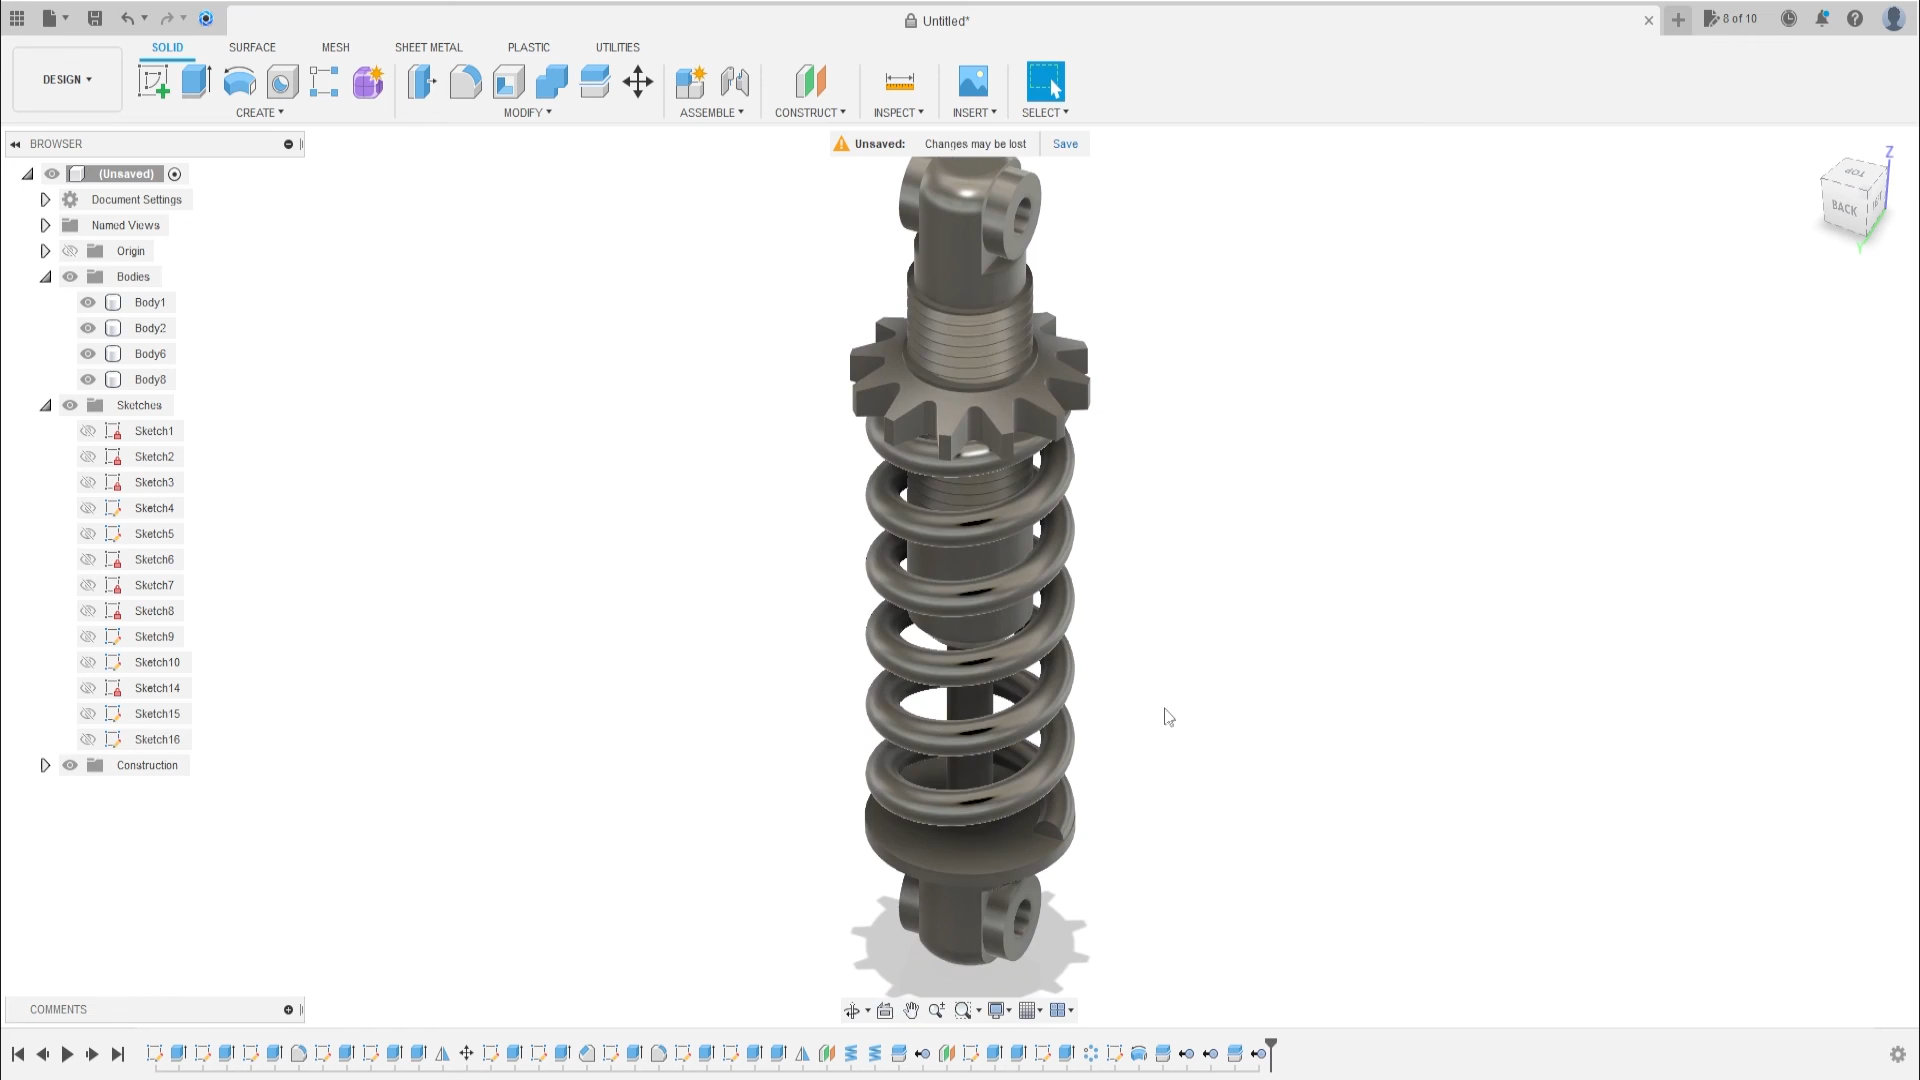 Untitled*
8 of 10
DESIGN
SOLID
SURFACE
MESH
SHEET METAL
PLASTIC
UTILITIES
CREATE
MODIFY
ASSEMBLE
CONSTRUCT
INSPECT
INSERT
SELECT
BROWSER
Unsaved: Changes may be lost Save
(Unsaved)
Document Settings
Named Views
Origin
Bodies
Body1
Body2
Body6
Body8
Sketches
Sketch1
Sketch2
Sketch3
Sketch4
Sketch5
Sketch6
Sketch7
Sketch8
Sketch9
Sketch10
Sketch14
Sketch15
Sketch16
Construction
Z
TOP
BACK
COMMENTS